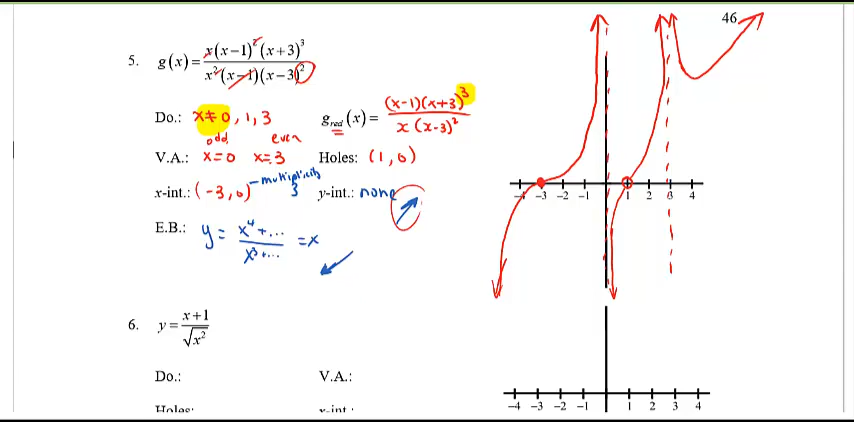 46
5. g(x) = x(x−1)²(x+3)³ / x²(x−1)(x−3)²
Do.: x ≠ 0, 1, 3 g_red(x) = (x-1)(x+3)³ / x(x-3)²
odd even
V.A.: x=0 x=3 Holes: (1, 0)
x-int.: (-3, 0) - multiplicity 3 y-int.: none
E.B.: y = x⁴+... / x³+... = x
−4 −3 −2 −1 1 2 3 4
6. y = x+1 / √x²
Do.: V.A.:
Holes: x-int.:
−4 −3 −2 −1 1 2 3 4